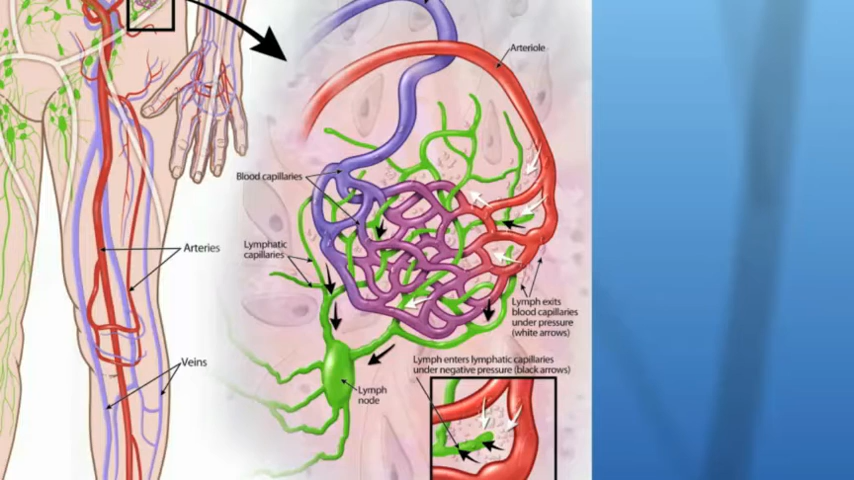 Arteriole
Blood capillaries
Arteries
Lymphatic
capillaries
Lymph exits
blood capillaries
under pressure
(white arrows)
Lymph enters lymphatic capillaries
under negative pressure (black arrows)
Veins
Lymph
node